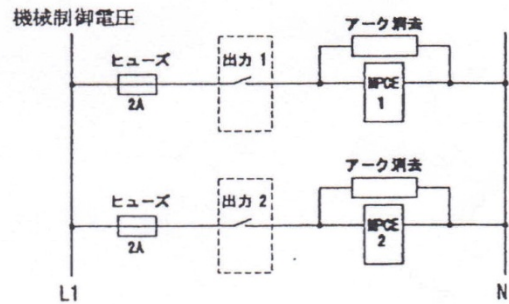 機械制御電圧
アーク消去
ヒューズ
出力 1
MPCE
1
2A
アーク消去
ヒューズ
出力 2
MPCE
2
2A
L1
N